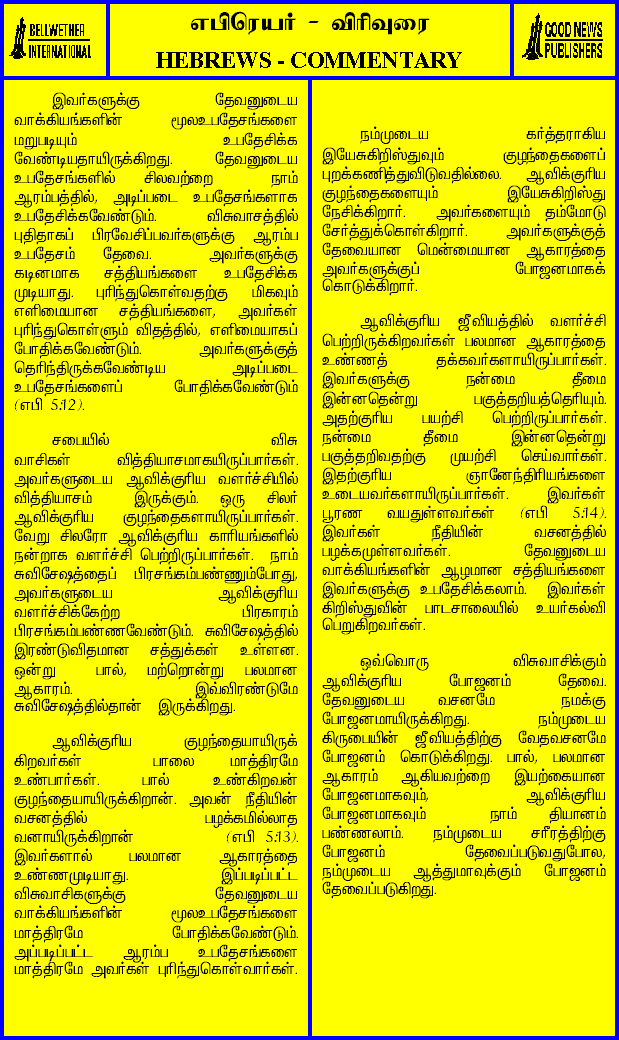 BELLWETHER
INTERNATIONAL
எபிரெயர் - விரிவுரை
HEBREWS - COMMENTARY
GOOD NEWS
PUBLISHERS
இவர்களுக்கு தேவனுடைய
வாக்கியங்களின் மூலஉபதேசங்களை
மறுபடியும் உபதேசிக்க
வேண்டியதாயிருக்கிறது. தேவனுடைய
உபதேசங்களில் சிலவற்றை நாம்
ஆரம்பத்தில், அடிப்படை உபதேசங்களாக
உபதேசிக்கவேண்டும். விசுவாசத்தில்
புதிதாகப் பிரவேசிப்பவர்களுக்கு ஆரம்ப
உபதேசம் தேவை. அவர்களுக்கு
கடினமாக சத்தியங்களை உபதேசிக்க
முடியாது. புரிந்துகொள்வதற்கு மிகவும்
எளிமையான சத்தியங்களை, அவர்கள்
புரிந்துகொள்ளும் விதத்தில், எளிமையாகப்
போதிக்கவேண்டும். அவர்களுக்குத்
தெரிந்திருக்கவேண்டிய அடிப்படை
உபதேசங்களைப் போதிக்கவேண்டும்
(எபி 5:12).
சபையில் விசு
வாசிகள் வித்தியாசமாகயிருப்பார்கள்.
அவர்களுடைய ஆவிக்குரிய வளர்ச்சியில்
வித்தியாசம் இருக்கும். ஒரு சிலர்
ஆவிக்குரிய குழந்தைகளாயிருப்பார்கள்.
வேறு சிலரோ ஆவிக்குரிய காரியங்களில்
நன்றாக வளர்ச்சி பெற்றிருப்பார்கள். நாம்
சுவிசேஷத்தைப் பிரசங்கம்பண்ணும்போது,
அவர்களுடைய ஆவிக்குரிய
வளர்ச்சிக்கேற்ற பிரகாரம்
பிரசங்கம்பண்ணவேண்டும். சுவிசேஷத்தில்
இரண்டுவிதமான சத்துக்கள் உள்ளன.
ஒன்று பால், மற்றொன்று பலமான
ஆகாரம். இவ்விரண்டுமே
சுவிசேஷத்தில்தான் இருக்கிறது.
ஆவிக்குரிய குழந்தையாயிருக்
கிறவர்கள் பாலை மாத்திரமே
உண்பார்கள். பால் உண்கிறவன்
குழந்தையாயிருக்கிறான். அவன் நீதியின்
வசனத்தில் பழக்கமில்லாத
வனாயிருக்கிறான் (எபி 5:13).
இவர்களால் பலமான ஆகாரத்தை
உண்ணமுடியாது. இப்படிப்பட்ட
விசுவாசிகளுக்கு தேவனுடைய
வாக்கியங்களின் மூலஉபதேசங்களை
மாத்திரமே போதிக்கவேண்டும்.
அப்படிப்பட்ட ஆரம்ப உபதேசங்களை
மாத்திரமே அவர்கள் புரிந்துகொள்வார்கள்.
நம்முடைய கர்த்தராகிய
இயேசுகிறிஸ்துவும் குழந்தைகளைப்
புறக்கணித்துவிடுவதில்லை. ஆவிக்குரிய
குழந்தைகளையும் இயேசுகிறிஸ்து
நேசிக்கிறார். அவர்களையும் தம்மோடு
சேர்த்துக்கொள்கிறார். அவர்களுக்குத்
தேவையான மென்மையான ஆகாரத்தை
அவர்களுக்குப் போஜனமாகக்
கொடுக்கிறார்.
ஆவிக்குரிய ஜீவியத்தில் வளர்ச்சி
பெற்றிருக்கிறவர்கள் பலமான ஆகாரத்தை
உண்ணத் தக்கவர்களாயிருப்பார்கள்.
இவர்களுக்கு நன்மை தீமை
இன்னதென்று பகுத்தறியத்தெரியும்.
அதற்குரிய பயற்சி பெற்றிருப்பார்கள்.
நன்மை தீமை இன்னதென்று
பகுத்தறிவதற்கு முயற்சி செய்வார்கள்.
இதற்குரிய ஞானேந்திரியங்களை
உடையவர்களாயிருப்பார்கள். இவர்கள்
பூரண வயதுள்ளவர்கள் (எபி 5:14).
இவர்கள் நீதியின் வசனத்தில்
பழக்கமுள்ளவர்கள். தேவனுடைய
வாக்கியங்களின் ஆழமான சத்தியங்களை
இவர்களுக்கு உபதேசிக்கலாம். இவர்கள்
கிறிஸ்துவின் பாடசாலையில் உயர்கல்வி
பெறுகிறவர்கள்.
ஒவ்வொரு விசுவாசிக்கும்
ஆவிக்குரிய போஜனம் தேவை.
தேவனுடைய வசனமே நமக்கு
போஜனமாயிருக்கிறது. நம்முடைய
கிருபையின் ஜீவியத்திற்கு வேதவசனமே
போஜனம் கொடுக்கிறது. பால், பலமான
ஆகாரம் ஆகியவற்றை இயற்கையான
போஜனமாகவும், ஆவிக்குரிய
போஜனமாகவும் நாம் தியானம்
பண்ணலாம். நம்முடைய சரீரத்திற்கு
போஜனம் தேவைப்படுவதுபோல,
நம்முடைய ஆத்துமாவுக்கும் போஜனம்
தேவைப்படுகிறது.